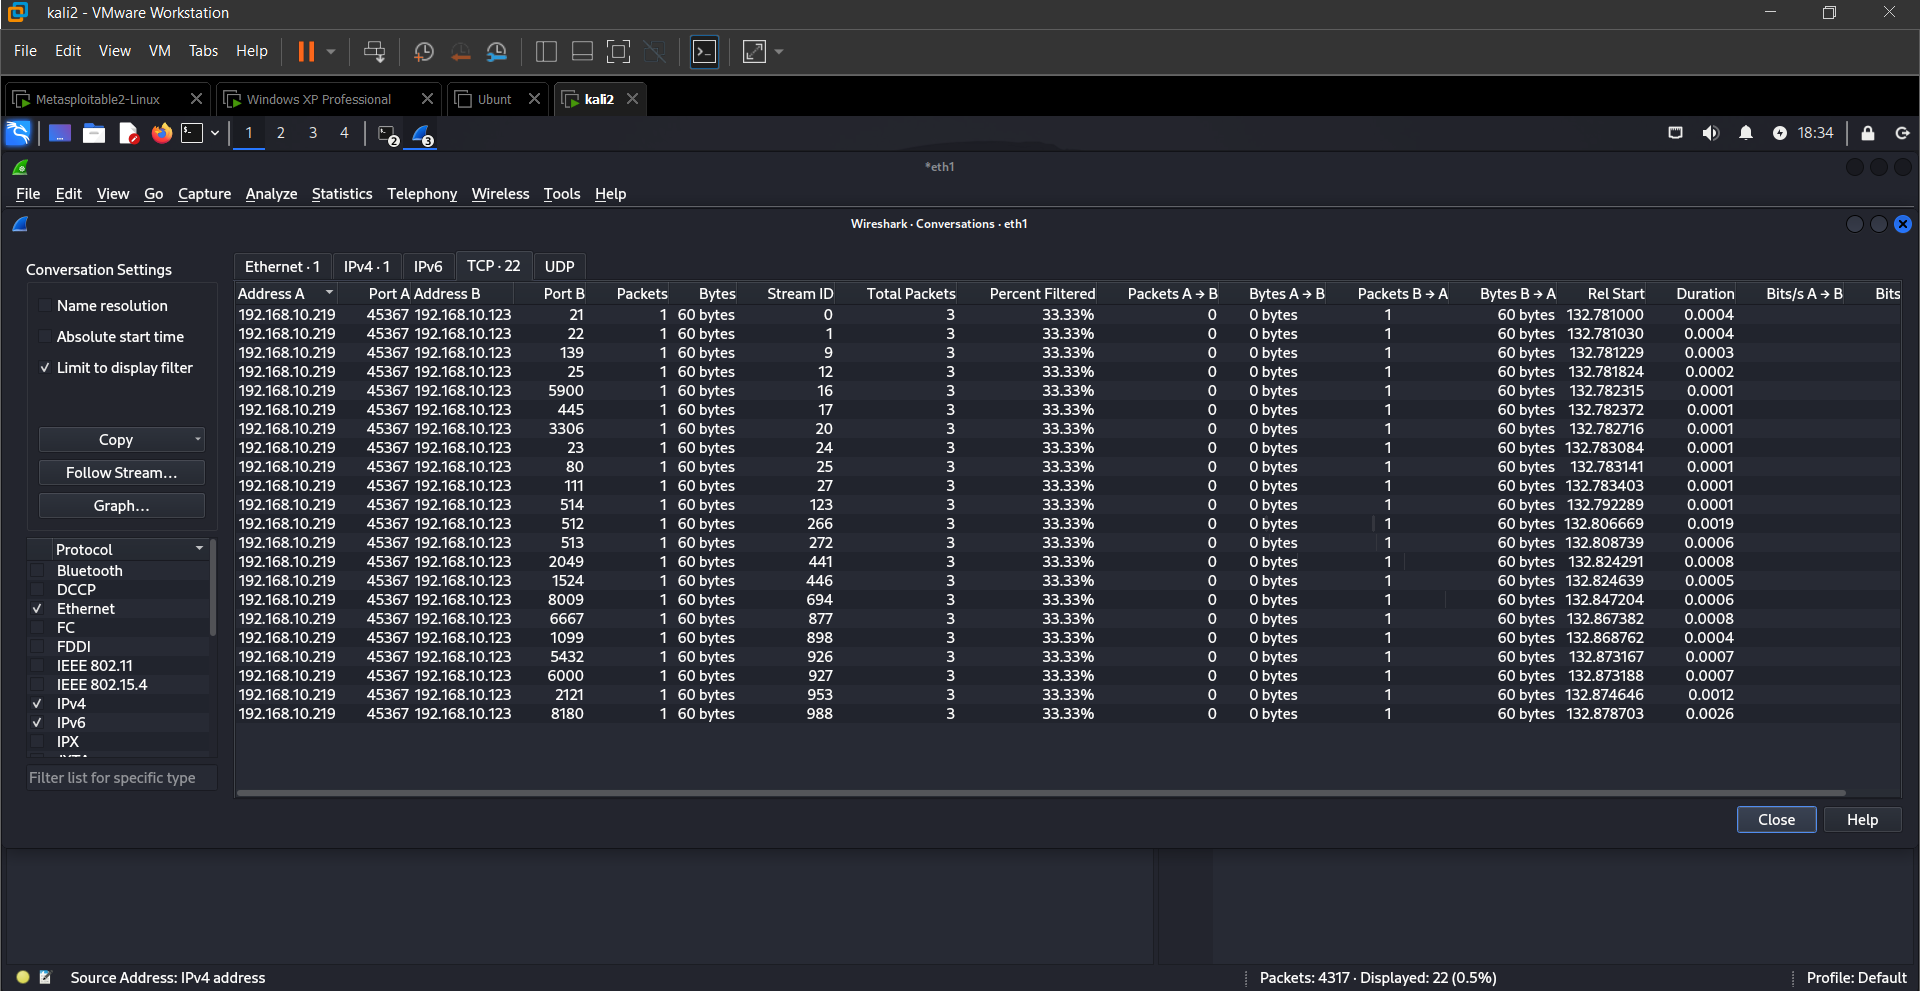 kali2 - VMware Workstation
File Edit View VM Tabs Help
Metasploitable2-Linux Windows XP Professional Ubunt kali2
1 2 3 4 2 3 18:34
*eth1
File Edit View Go Capture Analyze Statistics Telephony Wireless Tools Help
Wireshark · Conversations · eth1
Conversation Settings
Name resolution
Absolute start time
Limit to display filter
Copy
Follow Stream...
Graph...
Protocol
Bluetooth
DCCP
Ethernet
FC
FDDI
IEEE 802.11
IEEE 802.15.4
IPv4
IPv6
IPX
Filter list for specific type
Ethernet · 1 IPv4 · 1 IPv6 TCP · 22 UDP
Address A Port A Address B Port B Packets Bytes Stream ID Total Packets Percent Filtered Packets A → B Bytes A → B Packets B → A Bytes B → A Rel Start Duration Bits/s A → B Bits
192.168.10.219 45367 192.168.10.123 21 1 60 bytes 0 3 33.33% 0 0 bytes 1 60 bytes 132.781000 0.0004
192.168.10.219 45367 192.168.10.123 22 1 60 bytes 1 3 33.33% 0 0 bytes 1 60 bytes 132.781030 0.0004
192.168.10.219 45367 192.168.10.123 139 1 60 bytes 9 3 33.33% 0 0 bytes 1 60 bytes 132.781229 0.0003
192.168.10.219 45367 192.168.10.123 25 1 60 bytes 12 3 33.33% 0 0 bytes 1 60 bytes 132.781824 0.0002
192.168.10.219 45367 192.168.10.123 5900 1 60 bytes 16 3 33.33% 0 0 bytes 1 60 bytes 132.782315 0.0001
192.168.10.219 45367 192.168.10.123 445 1 60 bytes 17 3 33.33% 0 0 bytes 1 60 bytes 132.782372 0.0001
192.168.10.219 45367 192.168.10.123 3306 1 60 bytes 20 3 33.33% 0 0 bytes 1 60 bytes 132.782716 0.0001
192.168.10.219 45367 192.168.10.123 23 1 60 bytes 24 3 33.33% 0 0 bytes 1 60 bytes 132.783084 0.0001
192.168.10.219 45367 192.168.10.123 80 1 60 bytes 25 3 33.33% 0 0 bytes 1 60 bytes 132.783141 0.0001
192.168.10.219 45367 192.168.10.123 111 1 60 bytes 27 3 33.33% 0 0 bytes 1 60 bytes 132.783403 0.0001
192.168.10.219 45367 192.168.10.123 514 1 60 bytes 123 3 33.33% 0 0 bytes 1 60 bytes 132.792289 0.0001
192.168.10.219 45367 192.168.10.123 512 1 60 bytes 266 3 33.33% 0 0 bytes 1 60 bytes 132.806669 0.0019
192.168.10.219 45367 192.168.10.123 513 1 60 bytes 272 3 33.33% 0 0 bytes 1 60 bytes 132.808739 0.0006
192.168.10.219 45367 192.168.10.123 2049 1 60 bytes 441 3 33.33% 0 0 bytes 1 60 bytes 132.824291 0.0008
192.168.10.219 45367 192.168.10.123 1524 1 60 bytes 446 3 33.33% 0 0 bytes 1 60 bytes 132.824639 0.0005
192.168.10.219 45367 192.168.10.123 8009 1 60 bytes 694 3 33.33% 0 0 bytes 1 60 bytes 132.847204 0.0006
192.168.10.219 45367 192.168.10.123 6667 1 60 bytes 877 3 33.33% 0 0 bytes 1 60 bytes 132.867382 0.0008
192.168.10.219 45367 192.168.10.123 1099 1 60 bytes 898 3 33.33% 0 0 bytes 1 60 bytes 132.868762 0.0004
192.168.10.219 45367 192.168.10.123 5432 1 60 bytes 926 3 33.33% 0 0 bytes 1 60 bytes 132.873167 0.0007
192.168.10.219 45367 192.168.10.123 6000 1 60 bytes 927 3 33.33% 0 0 bytes 1 60 bytes 132.873188 0.0007
192.168.10.219 45367 192.168.10.123 2121 1 60 bytes 953 3 33.33% 0 0 bytes 1 60 bytes 132.874646 0.0012
192.168.10.219 45367 192.168.10.123 8180 1 60 bytes 988 3 33.33% 0 0 bytes 1 60 bytes 132.878703 0.0026
Close Help
Source Address: IPv4 address Packets: 4317 · Displayed: 22 (0.5%) Profile: Default